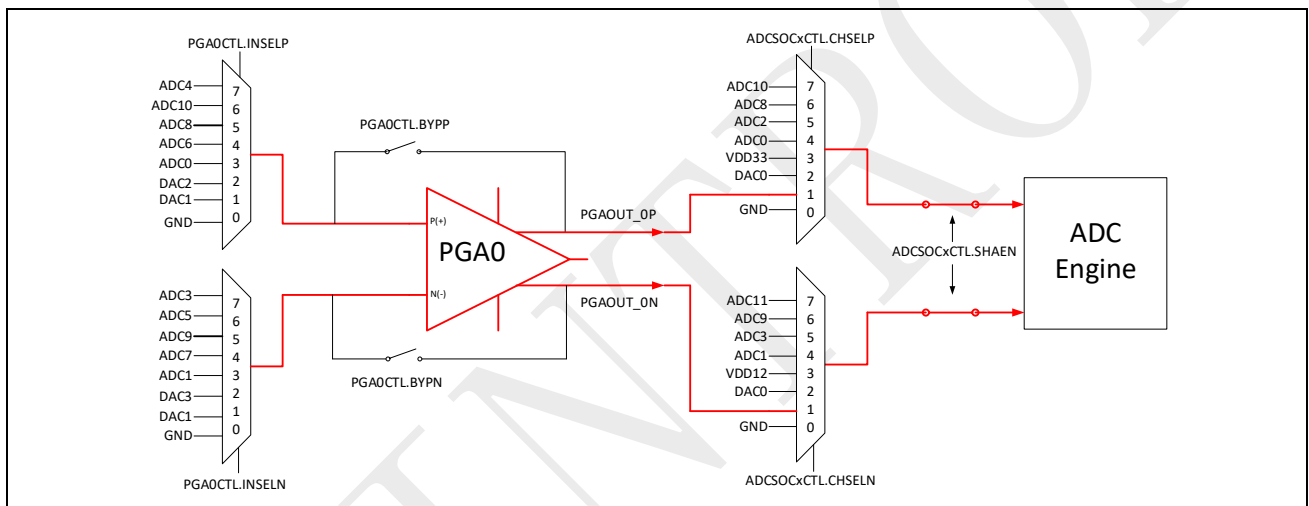 PGA0CTL.INSELP
ADC4
7
ADC10
6
ADC8
5
ADC6
4
ADC0
3
DAC2
2
DAC1
1
GND
0
PGA0CTL.BYPP
P(+)
PGA0
N(-)
PGAOUT_0P
PGAOUT_0N
PGA0CTL.BYPN
ADC3
7
ADC5
6
ADC9
5
ADC7
4
ADC1
3
DAC3
2
DAC1
1
GND
0
PGA0CTL.INSELN
ADCSOCxCTL.CHSELP
ADC10
7
ADC8
6
ADC2
5
ADC0
4
VDD33
3
DAC0
2
1
GND
0
ADCSOCxCTL.SHAEN
ADC
Engine
ADC11
7
ADC9
6
ADC3
5
ADC1
4
VDD12
3
DAC0
2
1
GND
0
ADCSOCxCTL.CHSELN